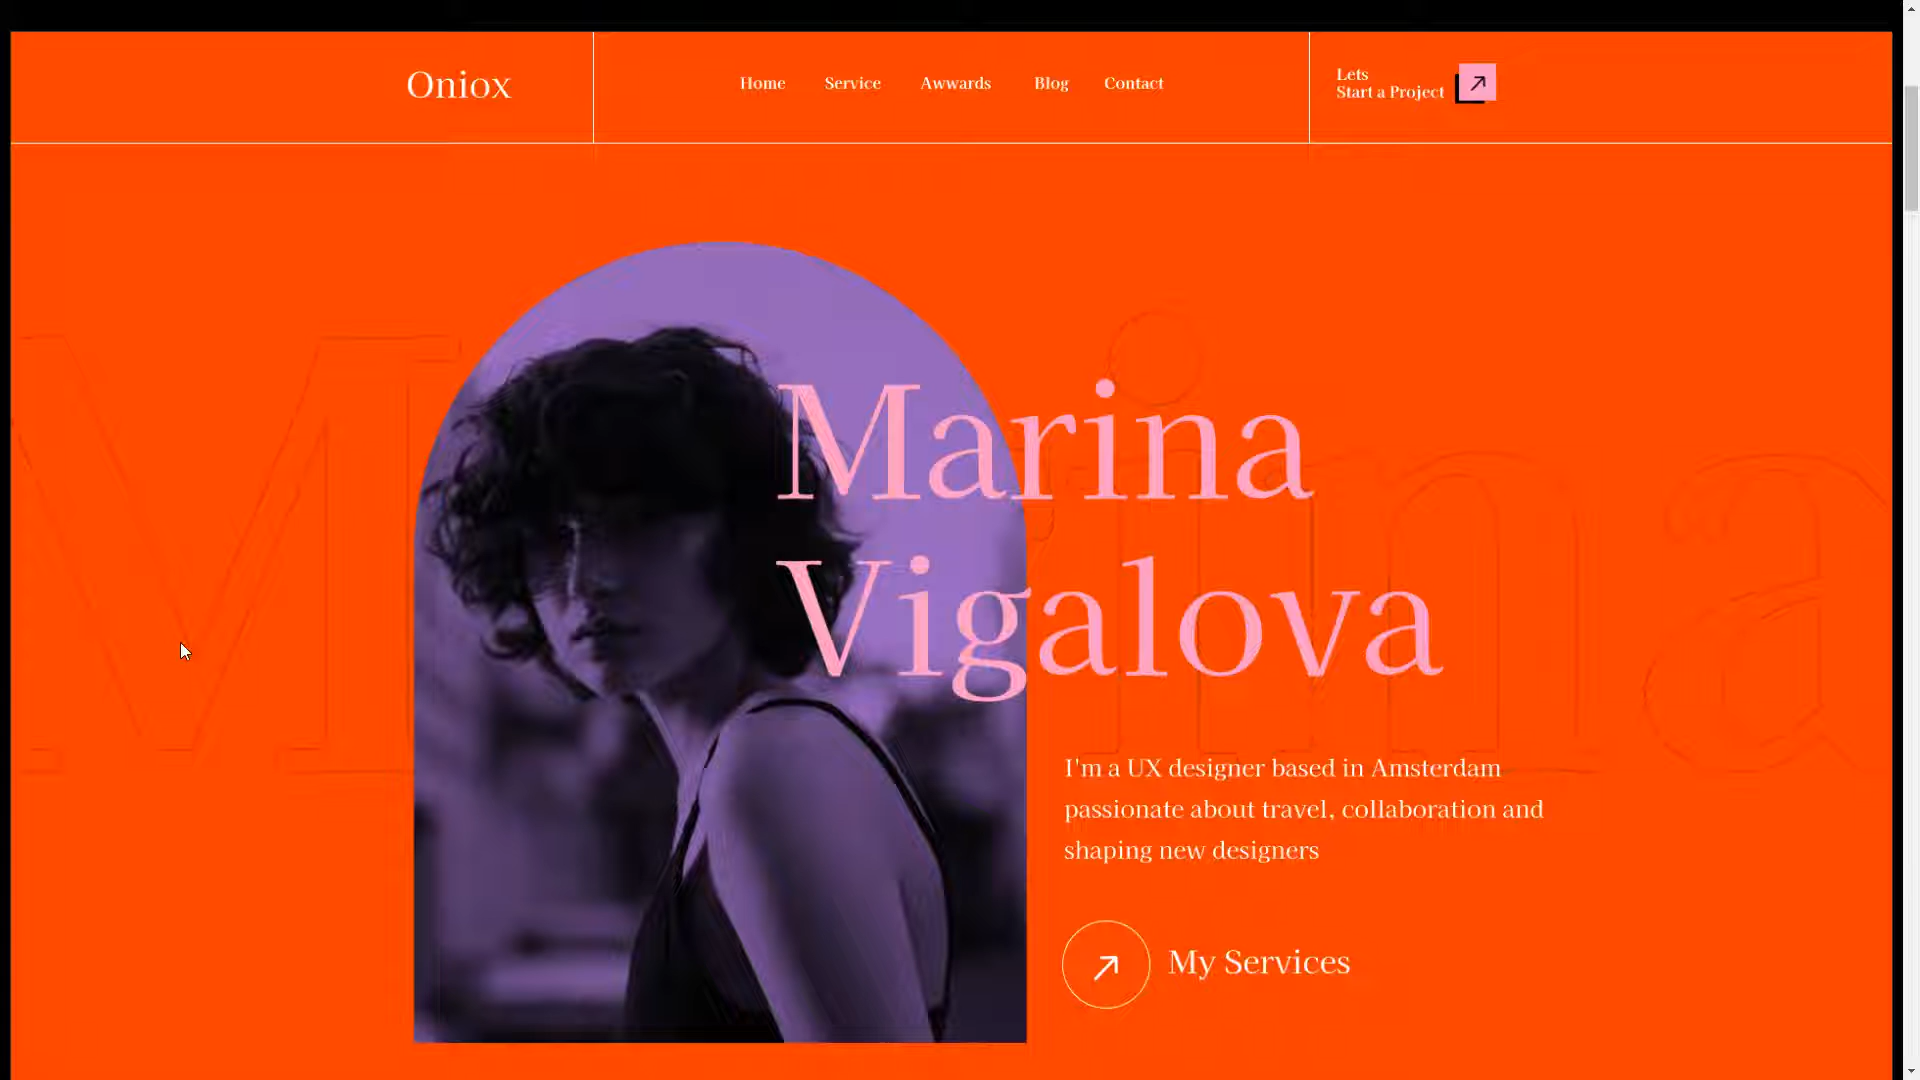 Oniox
Home
Service
Awwards
Blog
Contact
Lets
Start a Project
Marina
Marina
Vigalova
I'm a UX designer based in Amsterdam
passionate about travel, collaboration and
shaping new designers
My Services